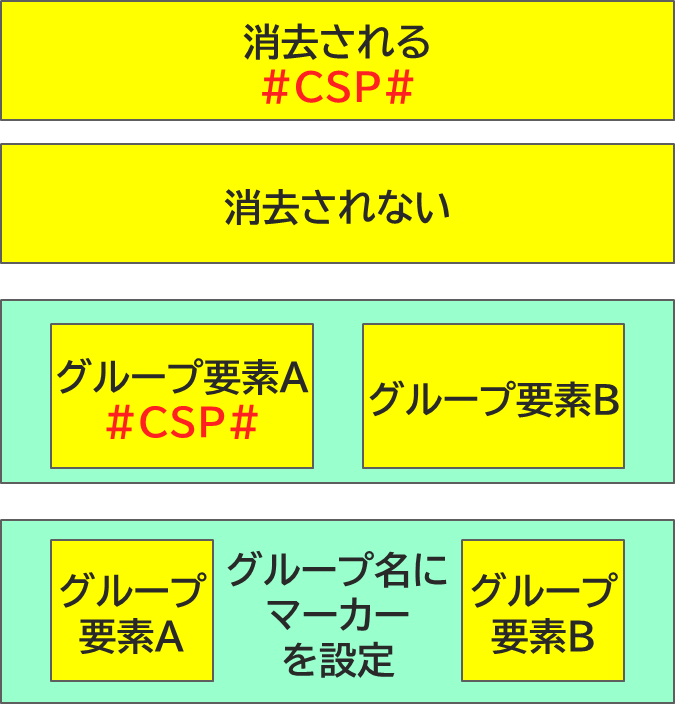 消去される
＃CSP＃
消去されない
グループ要素A
＃CSP＃
グループ要素B
グループ
要素A
グループ名に
マーカー
を設定
グループ
要素B